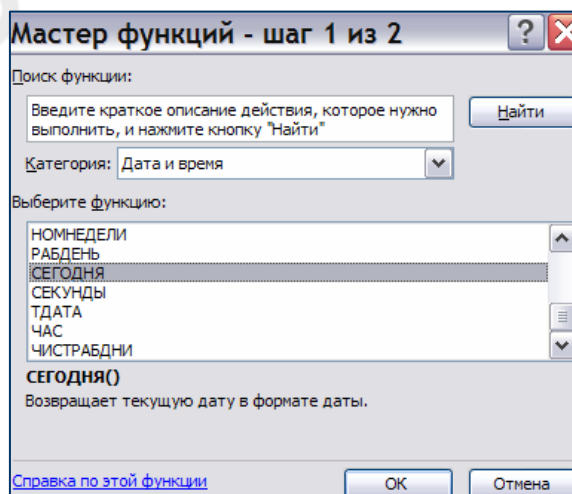 Мастер функций - шаг 1 из 2
Поиск функции:
Введите краткое описание действия, которое нужно
выполнить, и нажмите кнопку "Найти"
Найти
Категория: Дата и время
Выберите функцию:
НОМНЕДЕЛИ
РАБДЕНЬ
СЕГОДНЯ
СЕКУНДЫ
ТДАТА
ЧАС
ЧИСТРАБДНИ
СЕГОДНЯ()
Возвращает текущую дату в формате даты.
Справка по этой функции
ОК
Отмена